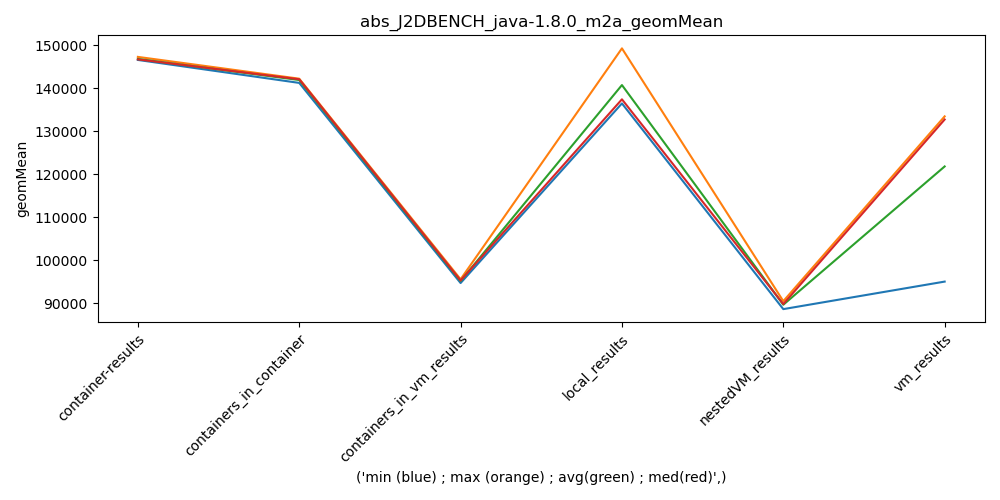 abs_J2DBENCH_java-1.8.0_m2a_geomMean
geomMean
150000
140000
130000
120000
110000
100000
90000
container-results
containers_in_container
containers_in_vm_results
local_results
nestedVM_results
vm_results
('min (blue) ; max (orange) ; avg(green) ; med(red)',)